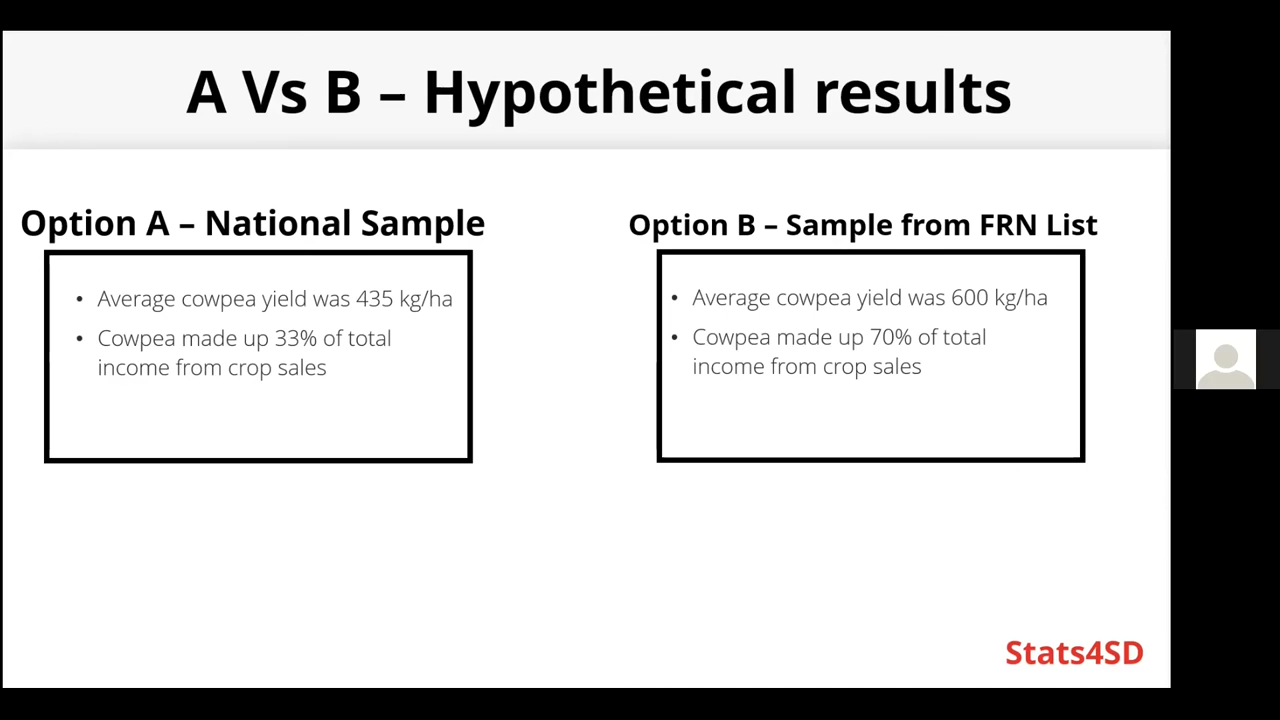 A Vs B – Hypothetical results
Option A – National Sample
• Average cowpea yield was 435 kg/ha
• Cowpea made up 33% of total
income from crop sales
Option B – Sample from FRN List
• Average cowpea yield was 600 kg/ha
• Cowpea made up 70% of total
income from crop sales
Stats4SD